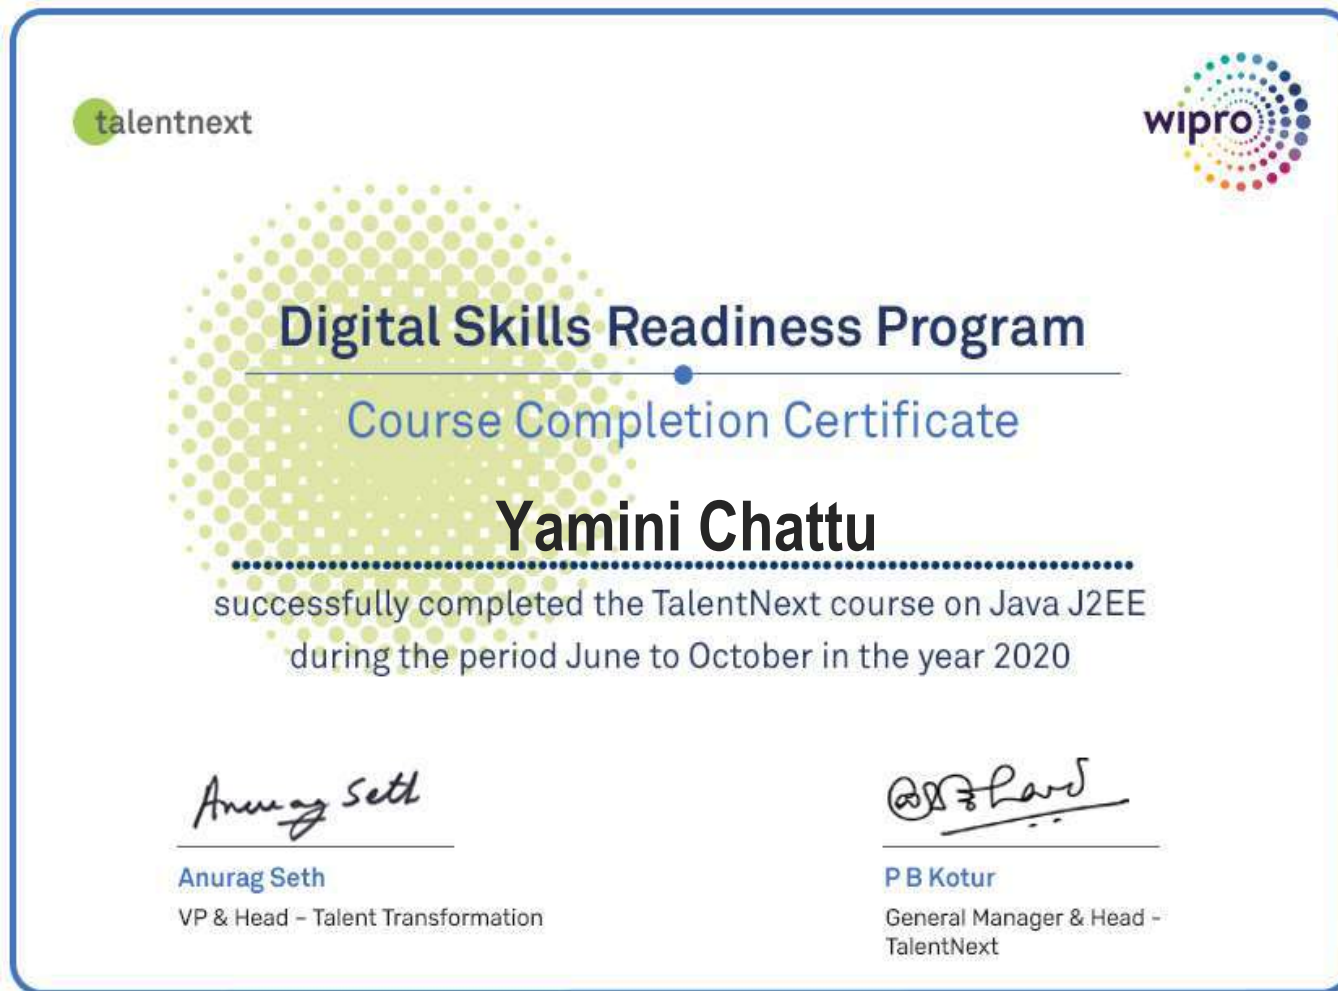 talentnext
wipro
Digital Skills Readiness Program
Course Completion Certificate
Yamini Chattu
successfully completed the TalentNext course on Java J2EE
during the period June to October in the year 2020
Anurag Seth
Anurag Seth
P B Kotur
VP & Head – Talent Transformation
General Manager & Head -
TalentNext